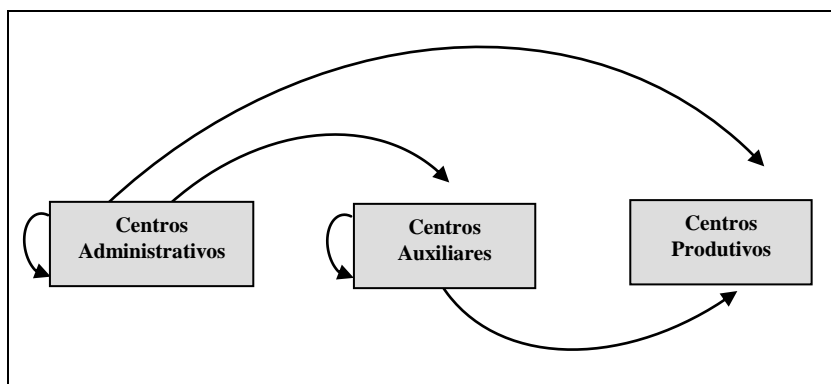 Centros
Administrativos
Centros
Auxiliares
Centros
Produtivos